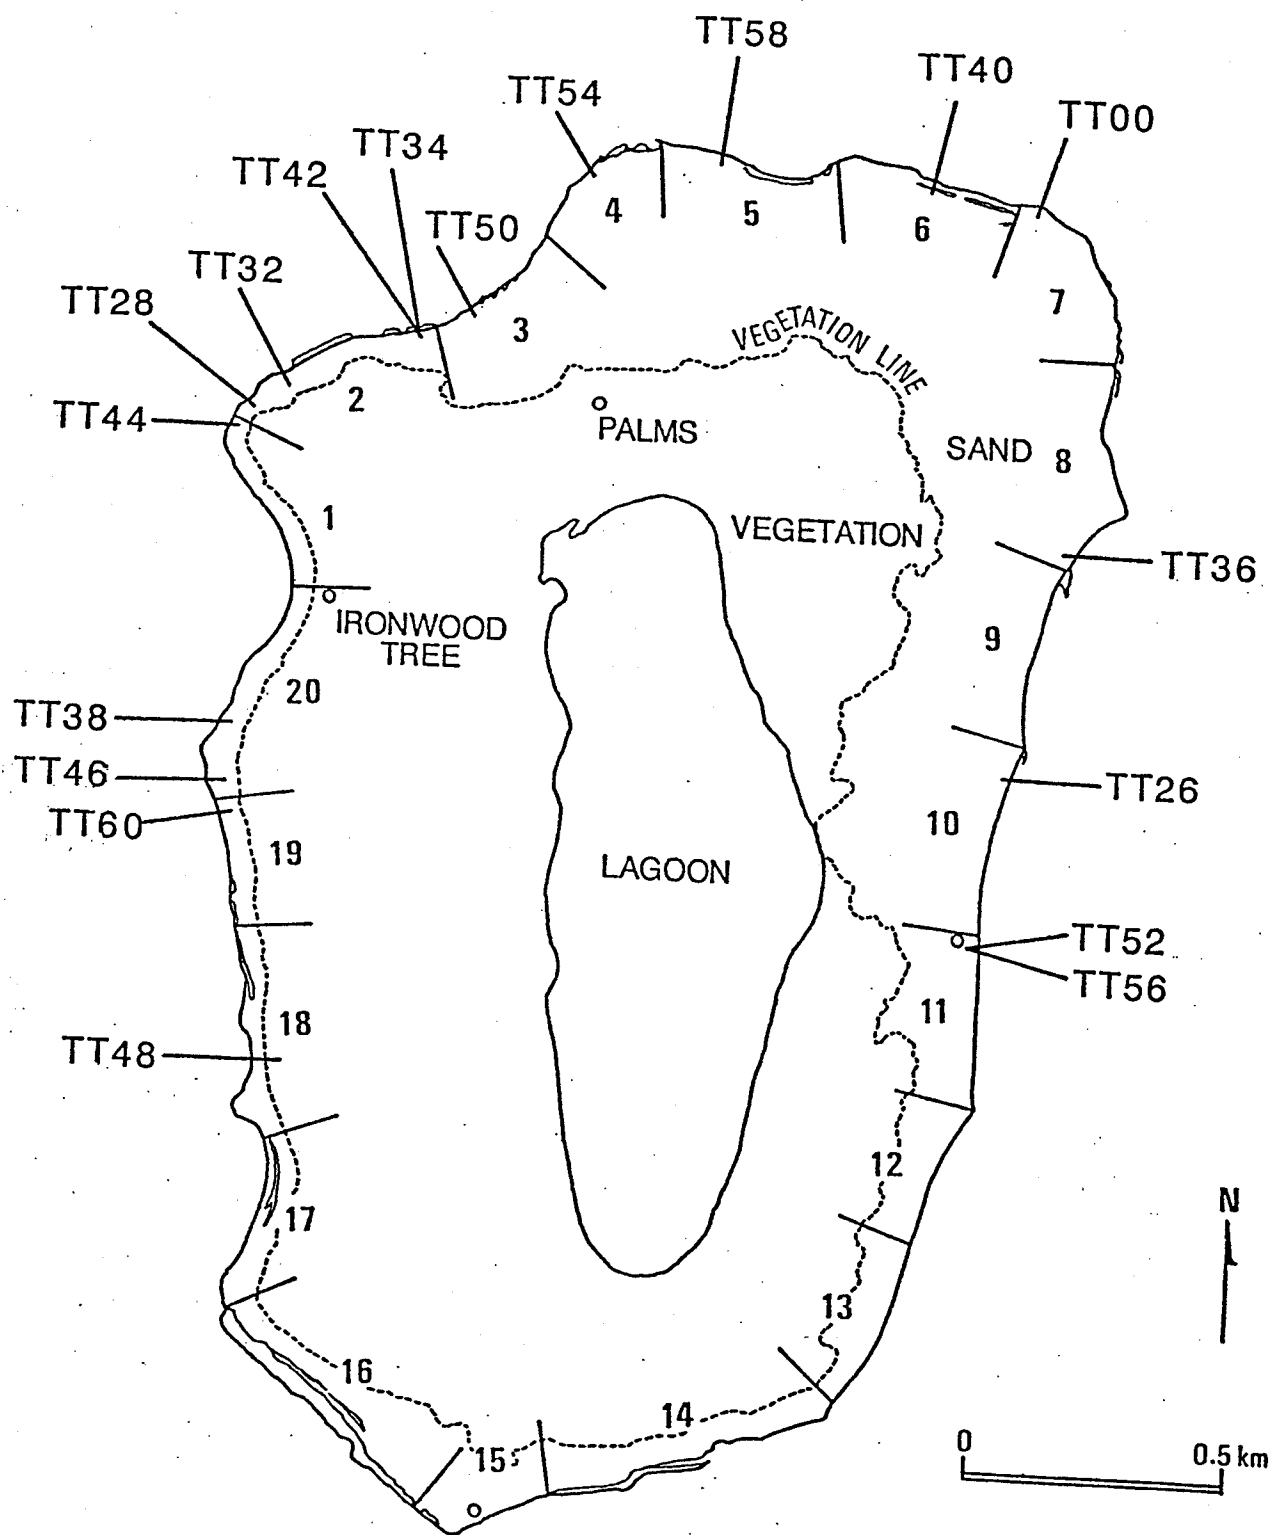 TT58
TT40
TT54
TT00
TT34
TT42
TT50
4
5
6
TT32
TT28
3
7
VEGETATION LINE
2
TT44
PALMS
SAND
8
1
VEGETATION
TT36
IRONWOOD
TREE
9
20
TT38
TT46
TT26
TT60
10
19
LAGOON
TT52
TT56
11
18
TT48
12
N
17
13
16
14
15
0
0.5 km